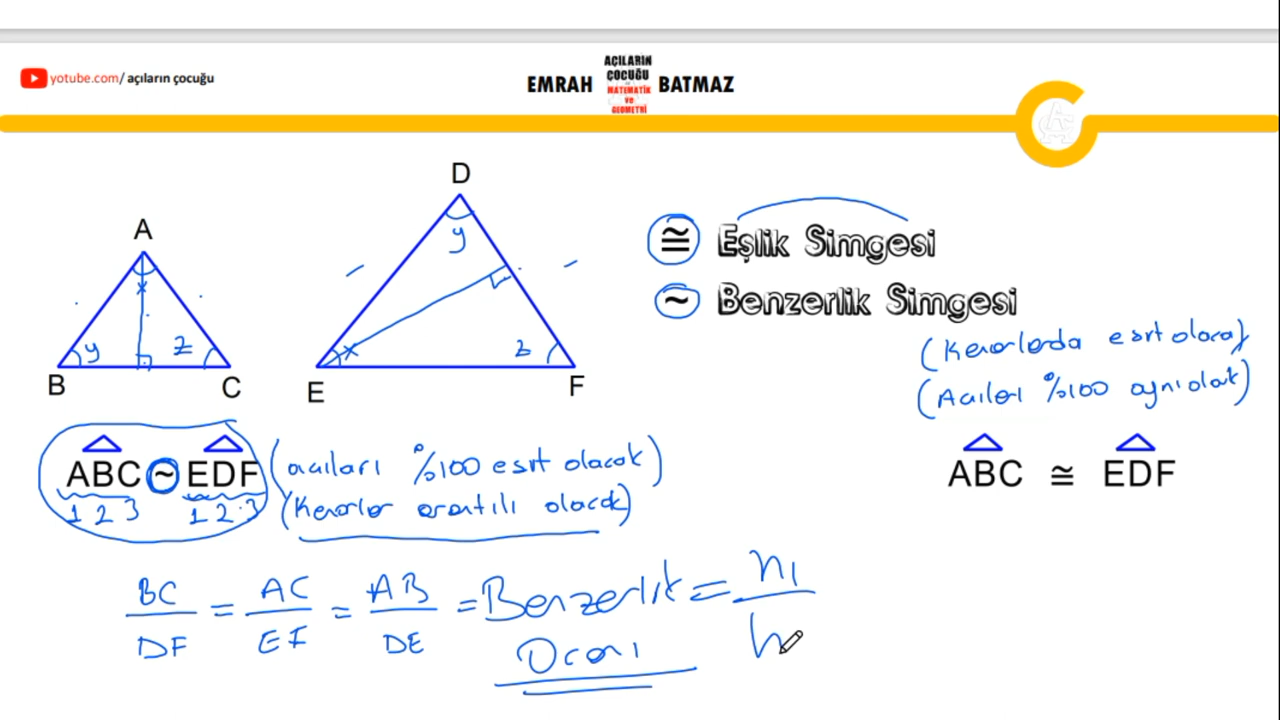 yotube.com/ açıların çocuğu
EMRAH AÇILARIN ÇOCUĞU MATEMATİK ve GEOMETRİ BATMAZ
A
x
y z
B C
D
y
x z
E F
≅ Eşlik Simgesi
~ Benzerlik Simgesi
(Kenarlarda eşit olacak)
(Açıları %100 aynı olacak)
ABC ≅ EDF
ABC ~ EDF (açıları %100 eşit olacak)
1 2 3 1 2 3 (Kenarlar orantılı olacak)
BC/DF = AC/EF = AB/DE = Benzerlik Oranı = h1/h